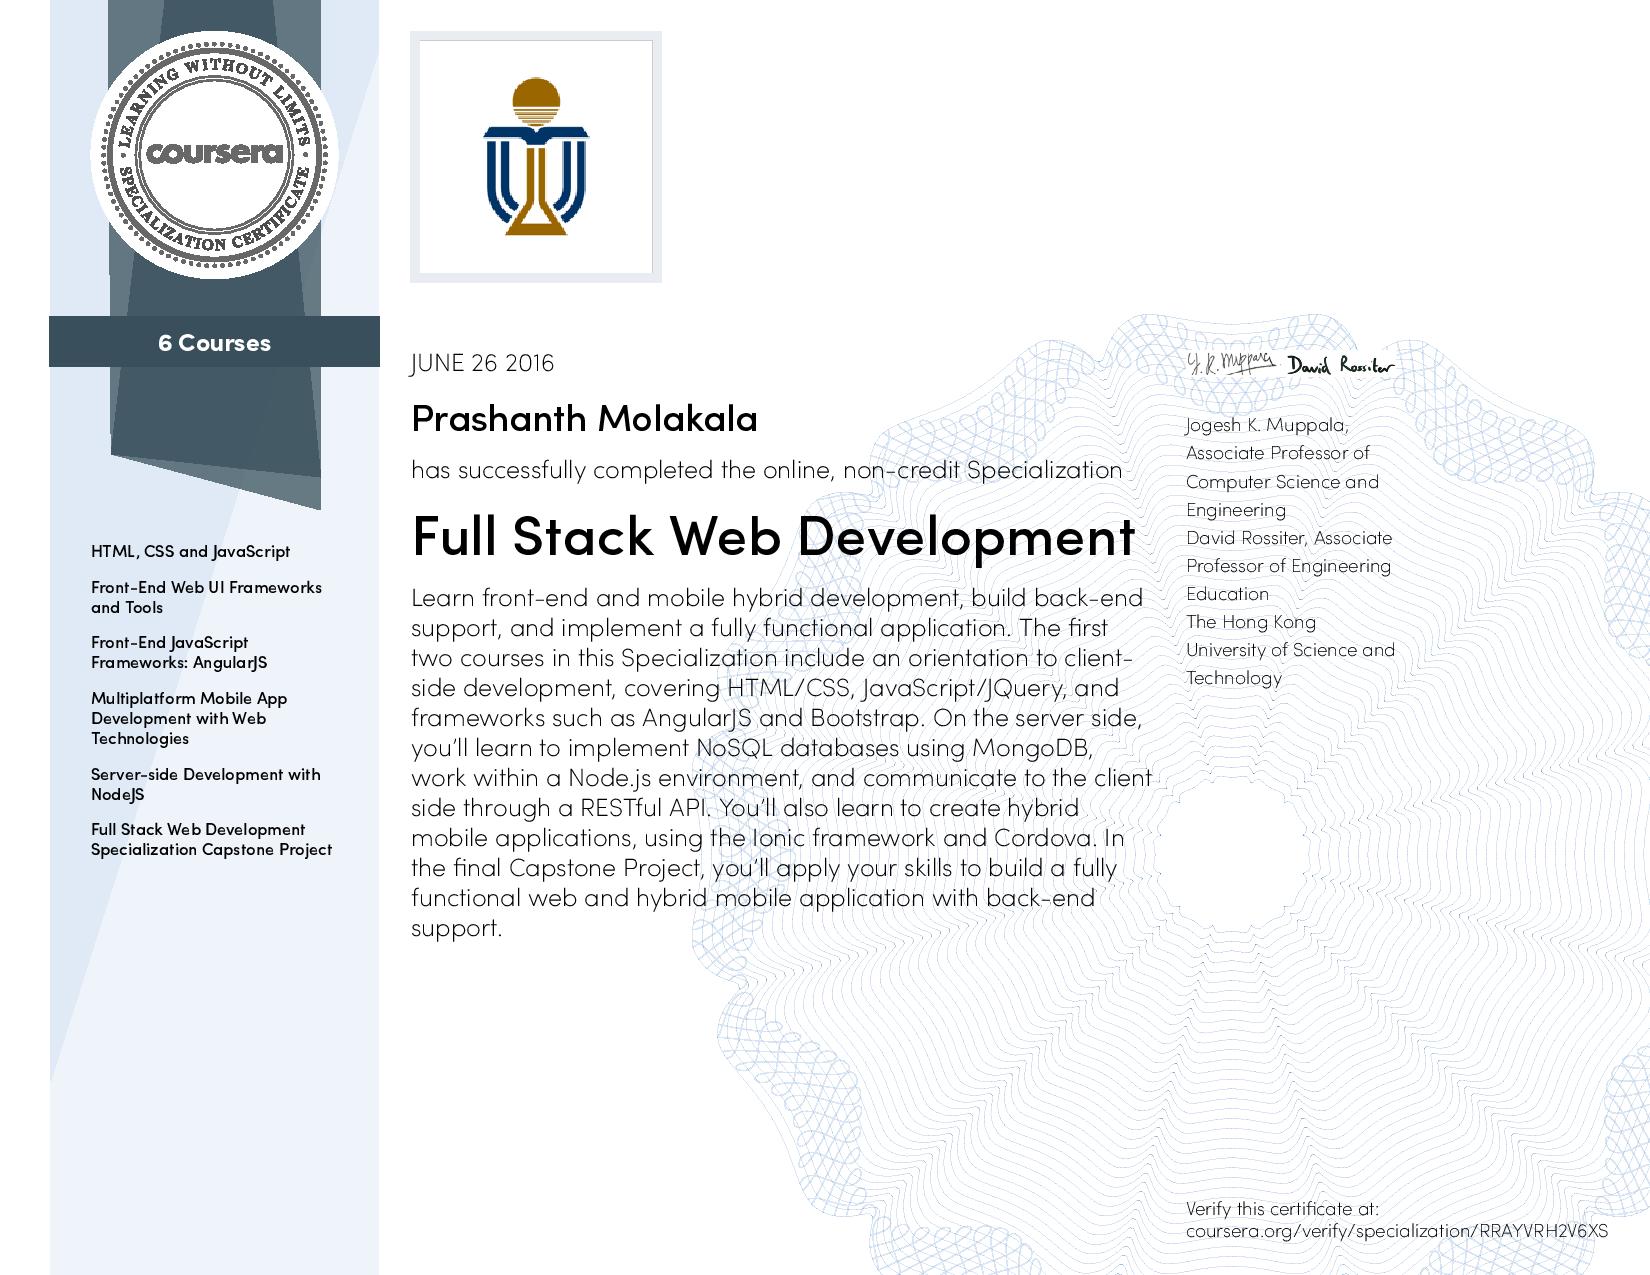 LEARNING WITHOUT LIMITS
coursera
SPECIALIZATION CERTIFICATE
6 Courses
HTML, CSS and JavaScript
Front-End Web UI Frameworks
and Tools
Front-End JavaScript
Frameworks: AngularJS
Multiplatform Mobile App
Development with Web
Technologies
Server-side Development with
NodeJS
Full Stack Web Development
Specialization Capstone Project
JUNE 26 2016
Prashanth Molakala
has successfully completed the online, non-credit Specialization
Full Stack Web Development
Learn front-end and mobile hybrid development, build back-end
support, and implement a fully functional application. The first
two courses in this Specialization include an orientation to client-
side development, covering HTML/CSS, JavaScript/JQuery, and
frameworks such as AngularJS and Bootstrap. On the server side,
you'll learn to implement NoSQL databases using MongoDB,
work within a Node.js environment, and communicate to the client
side through a RESTful API. You'll also learn to create hybrid
mobile applications, using the Ionic framework and Cordova. In
the final Capstone Project, you'll apply your skills to build a fully
functional web and hybrid mobile application with back-end
support.
J. K. Muppala David Rossiter
Jogesh K. Muppala,
Associate Professor of
Computer Science and
Engineering
David Rossiter, Associate
Professor of Engineering
Education
The Hong Kong
University of Science and
Technology
Verify this certificate at:
coursera.org/verify/specialization/RRAYVRH2V6XS